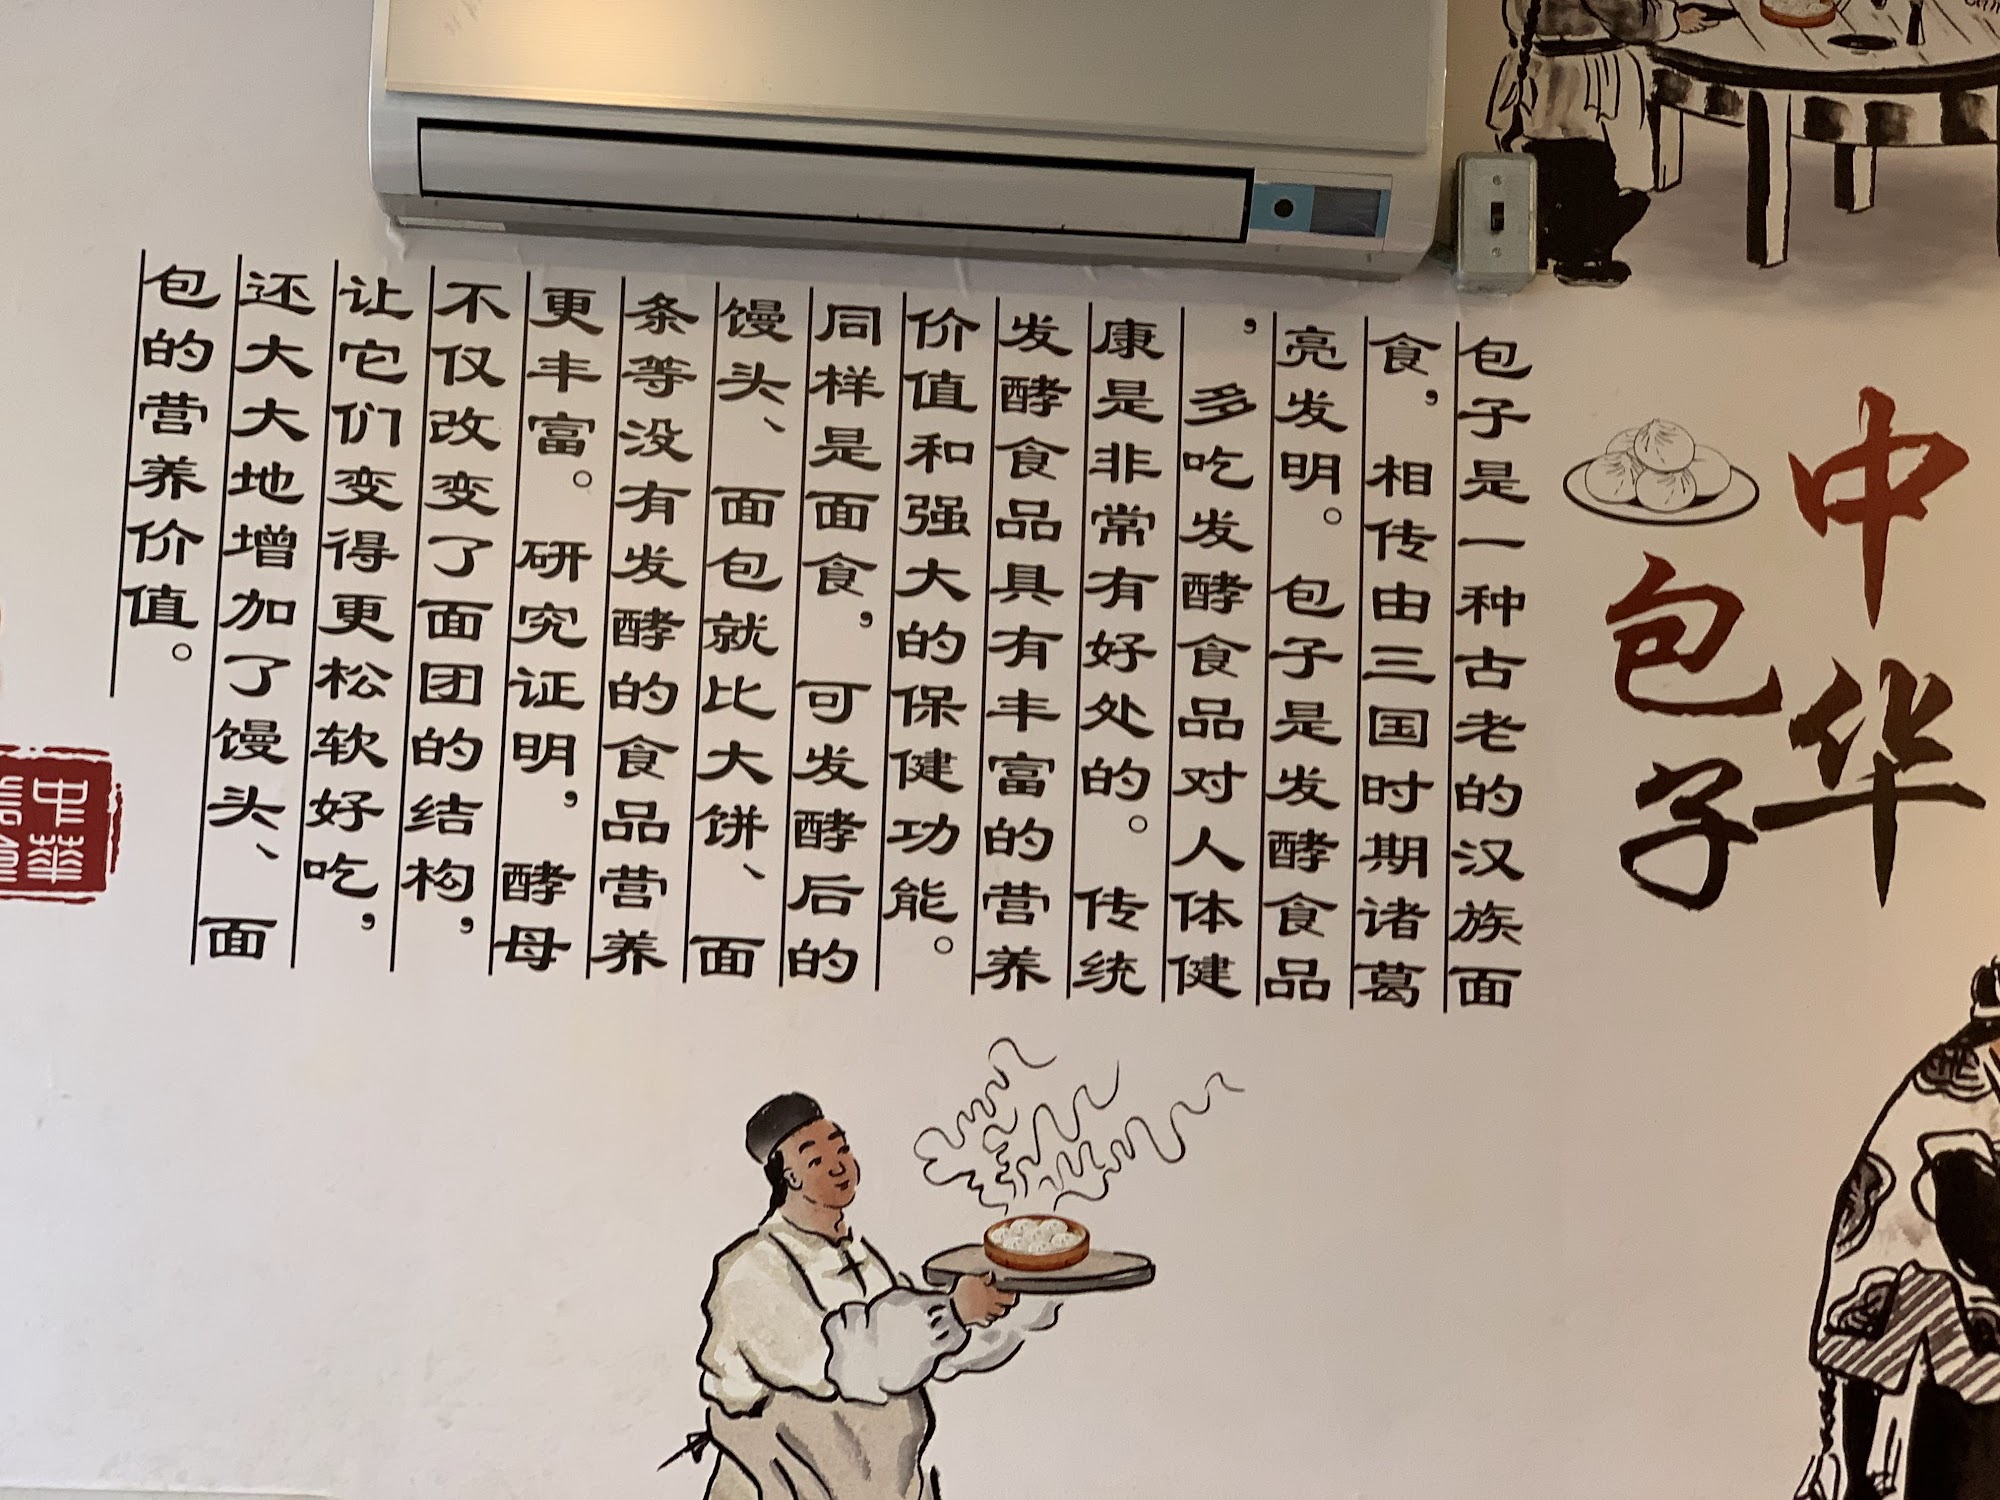 中华
包子
包子是一种古老的汉族面
食，相传由三国时期诸葛
亮发明。包子是发酵食品
，多吃发酵食品对人体健
康是非常有好处的。传统
发酵食品具有丰富的营养
价值和强大的保健功能。
同样是面食，可发酵后的
馒头、面包就比大饼、面
条等没有发酵的食品营养
更丰富。研究证明，酵母
不仅改变了面团的结构，
让它们变得更松软好吃，
还大大地增加了馒头、面
包的营养价值。
中華